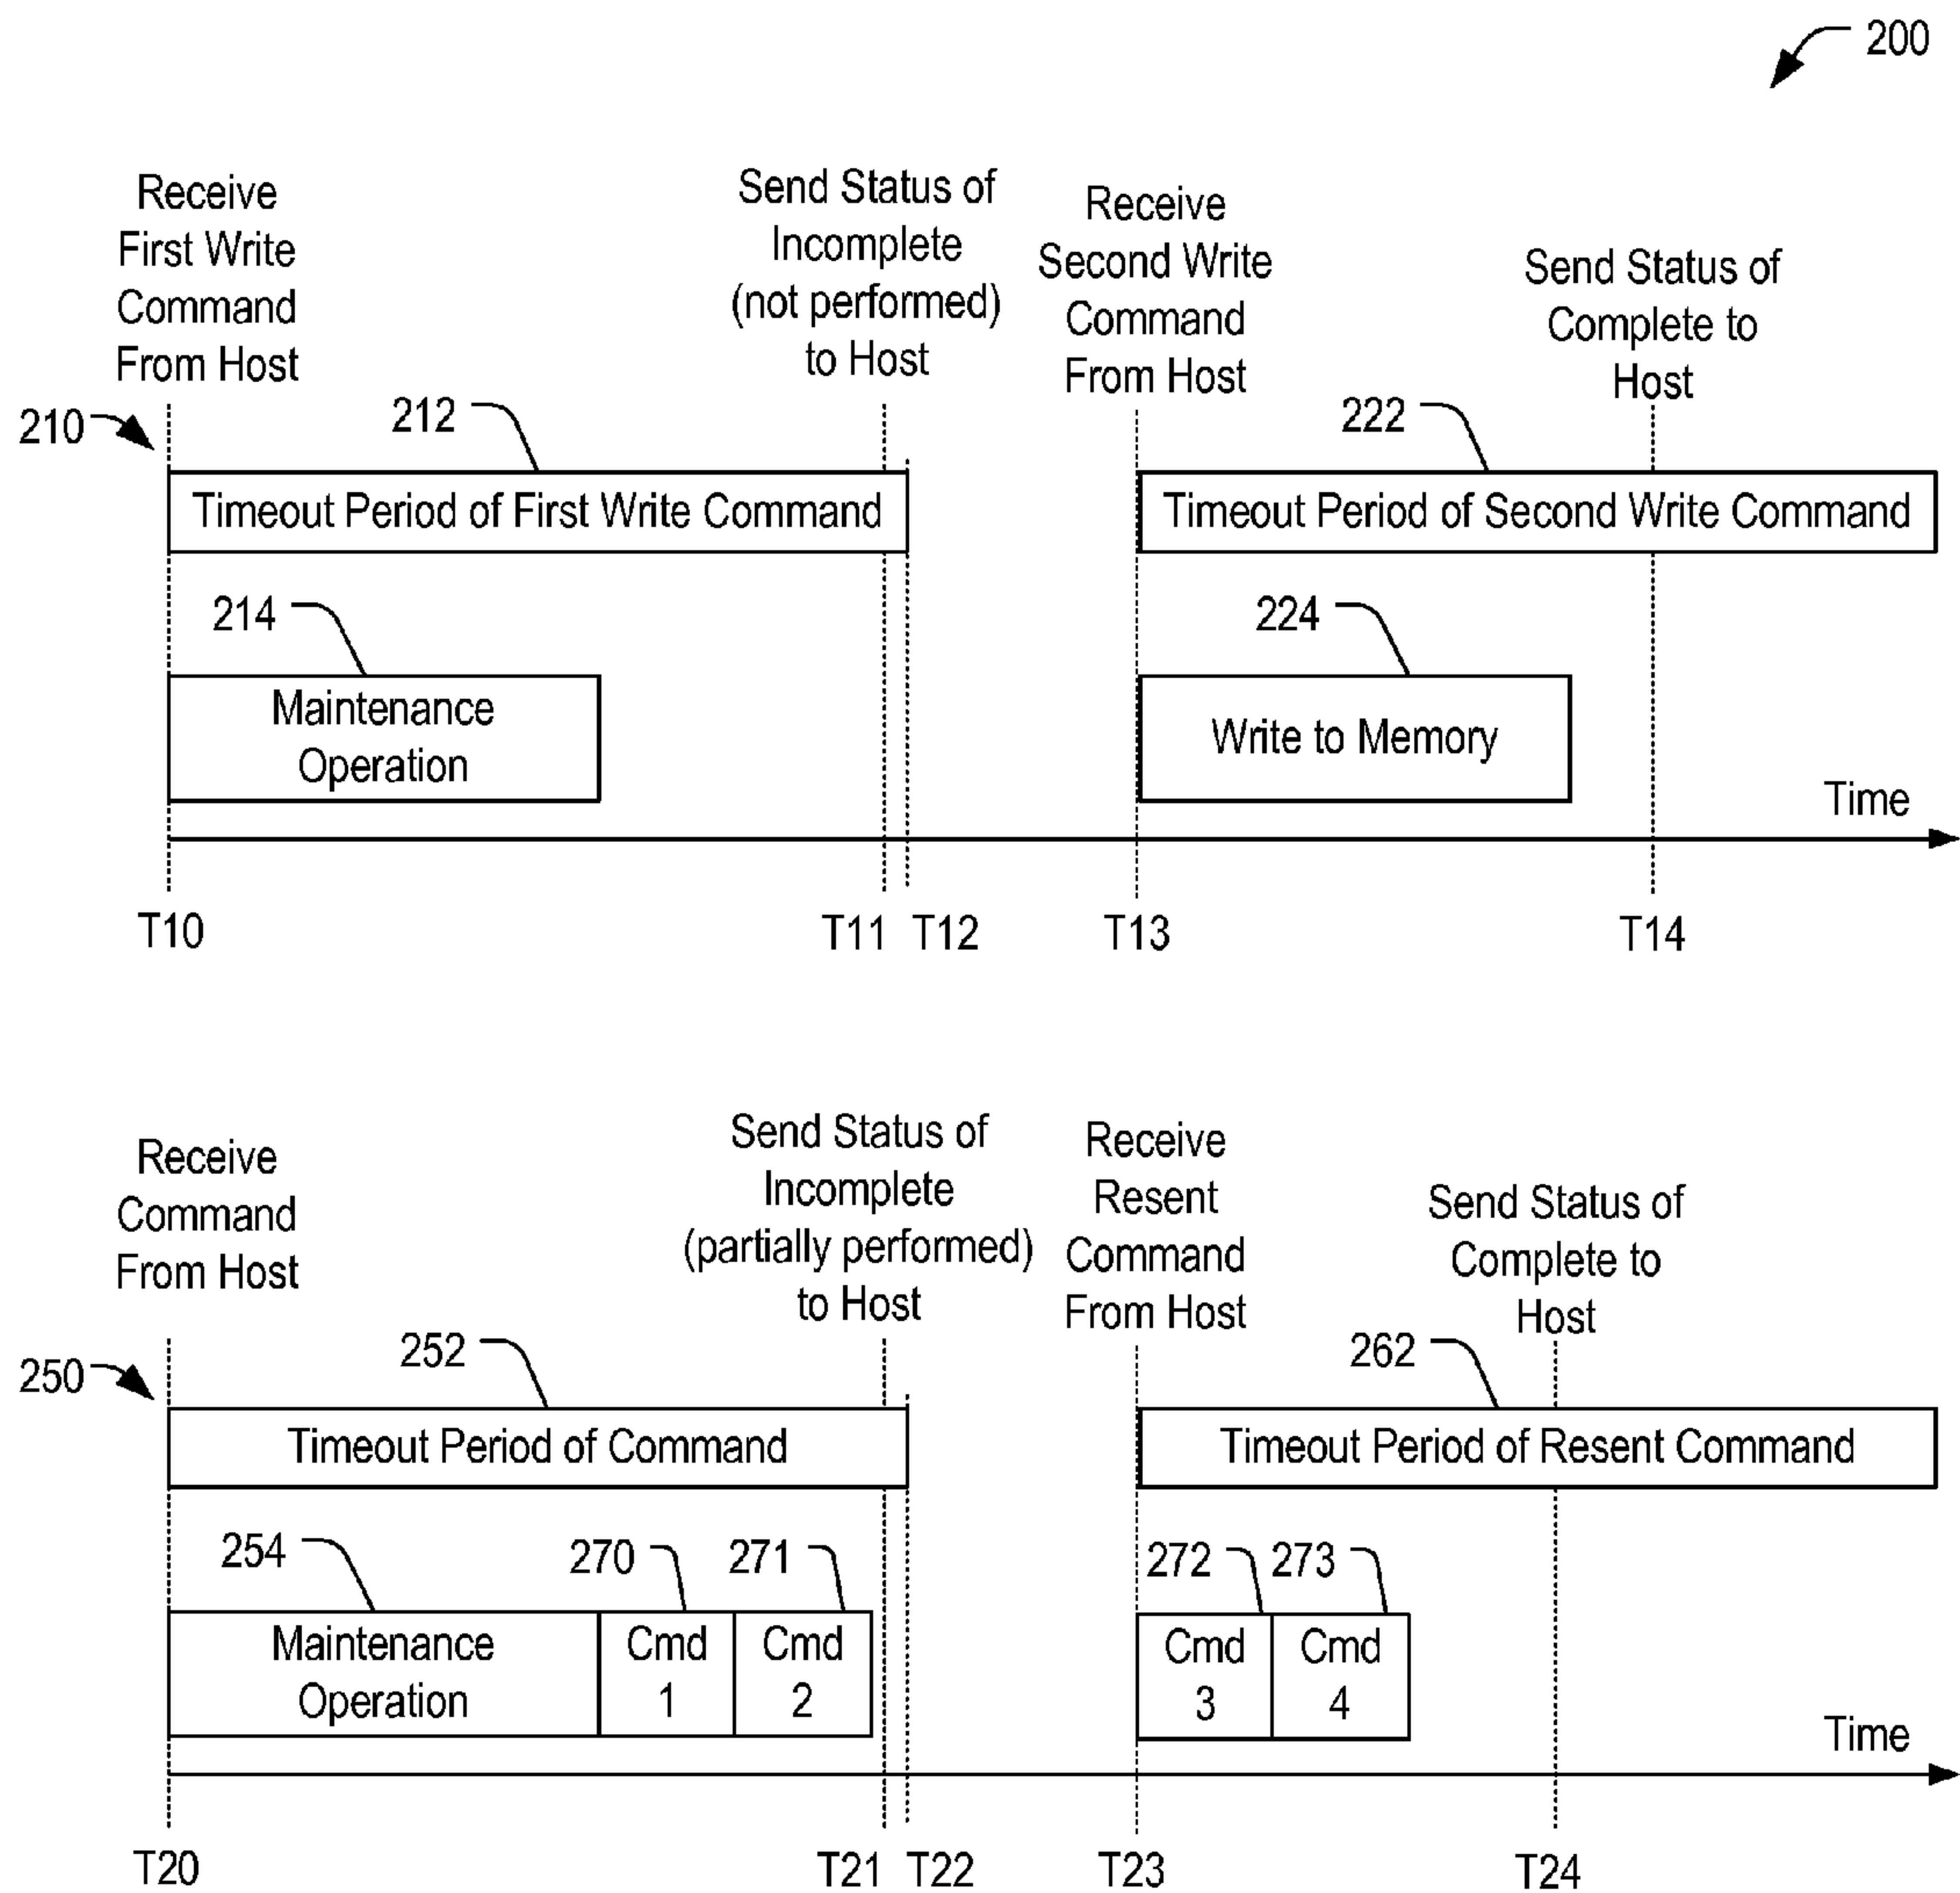 200
Receive
First Write
Command
From Host
Send Status of
Incomplete
(not performed)
to Host
Receive
Second Write
Command
From Host
Send Status of
Complete to
Host
210
212
222
Timeout Period of First Write Command
Timeout Period of Second Write Command
214
224
Maintenance
Operation
Write to Memory
Time
T10
T11
T12
T13
T14
Receive
Command
From Host
Send Status of
Incomplete
(partially performed)
to Host
Receive
Resent
Command
From Host
Send Status of
Complete to
Host
250
252
262
Timeout Period of Command
Timeout Period of Resent Command
254
270
271
272
273
Maintenance
Operation
Cmd
1
Cmd
2
Cmd
3
Cmd
4
Time
T20
T21
T22
T23
T24